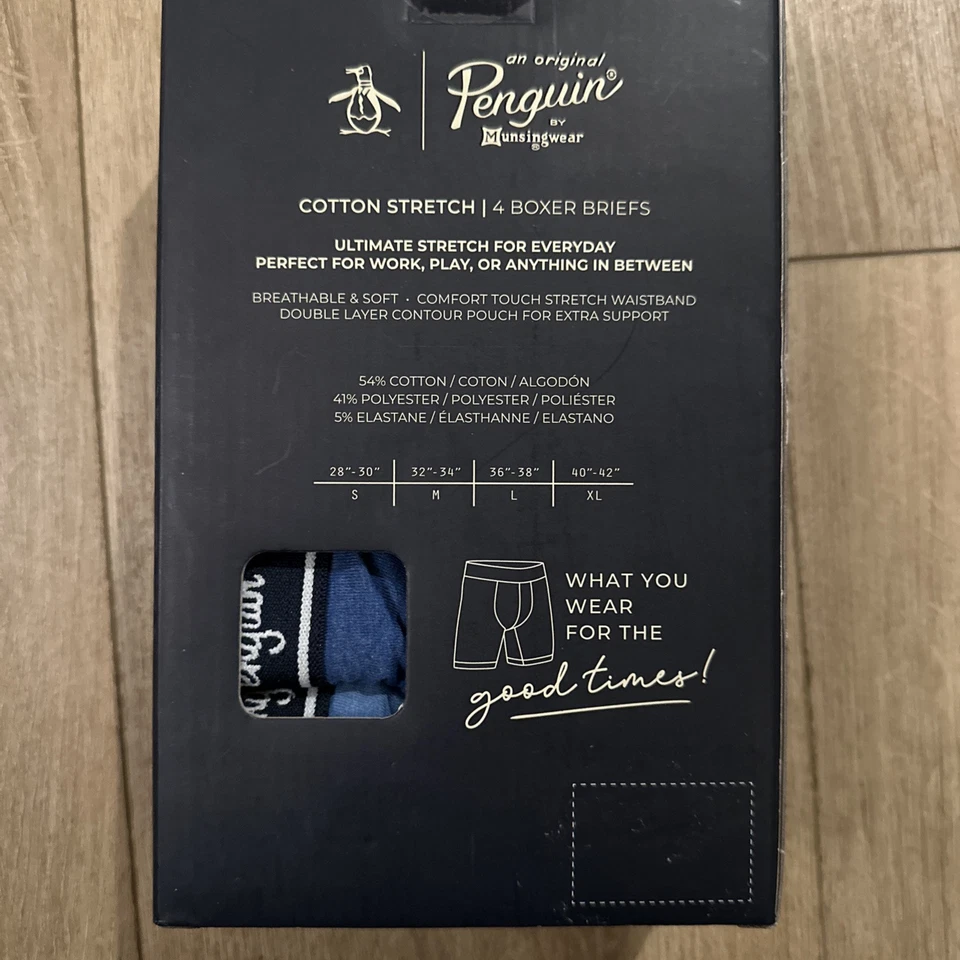 an original
Penguin®
BY
Munsingwear
®
COTTON STRETCH | 4 BOXER BRIEFS
ULTIMATE STRETCH FOR EVERYDAY
PERFECT FOR WORK, PLAY, OR ANYTHING IN BETWEEN
BREATHABLE & SOFT · COMFORT TOUCH STRETCH WAISTBAND
DOUBLE LAYER CONTOUR POUCH FOR EXTRA SUPPORT
54% COTTON / COTON / ALGODÓN
41% POLYESTER / POLYESTER / POLIÉSTER
5% ELASTANE / ÉLASTHANNE / ELASTANO
28”-30” 32”-34” 36”-38” 40”-42”
S M L XL
WHAT YOU
WEAR
FOR THE
good times!